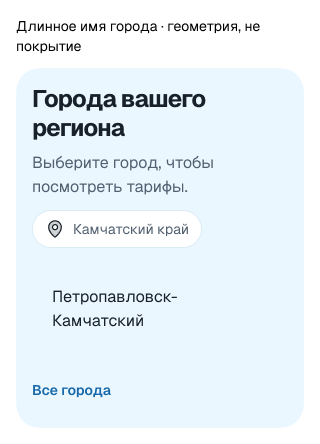 Длинное имя города · геометрия, не
покрытие
Города вашего
региона
Выберите город, чтобы
посмотреть тарифы.
Камчатский край
Петропавловск-
Камчатский
Все города